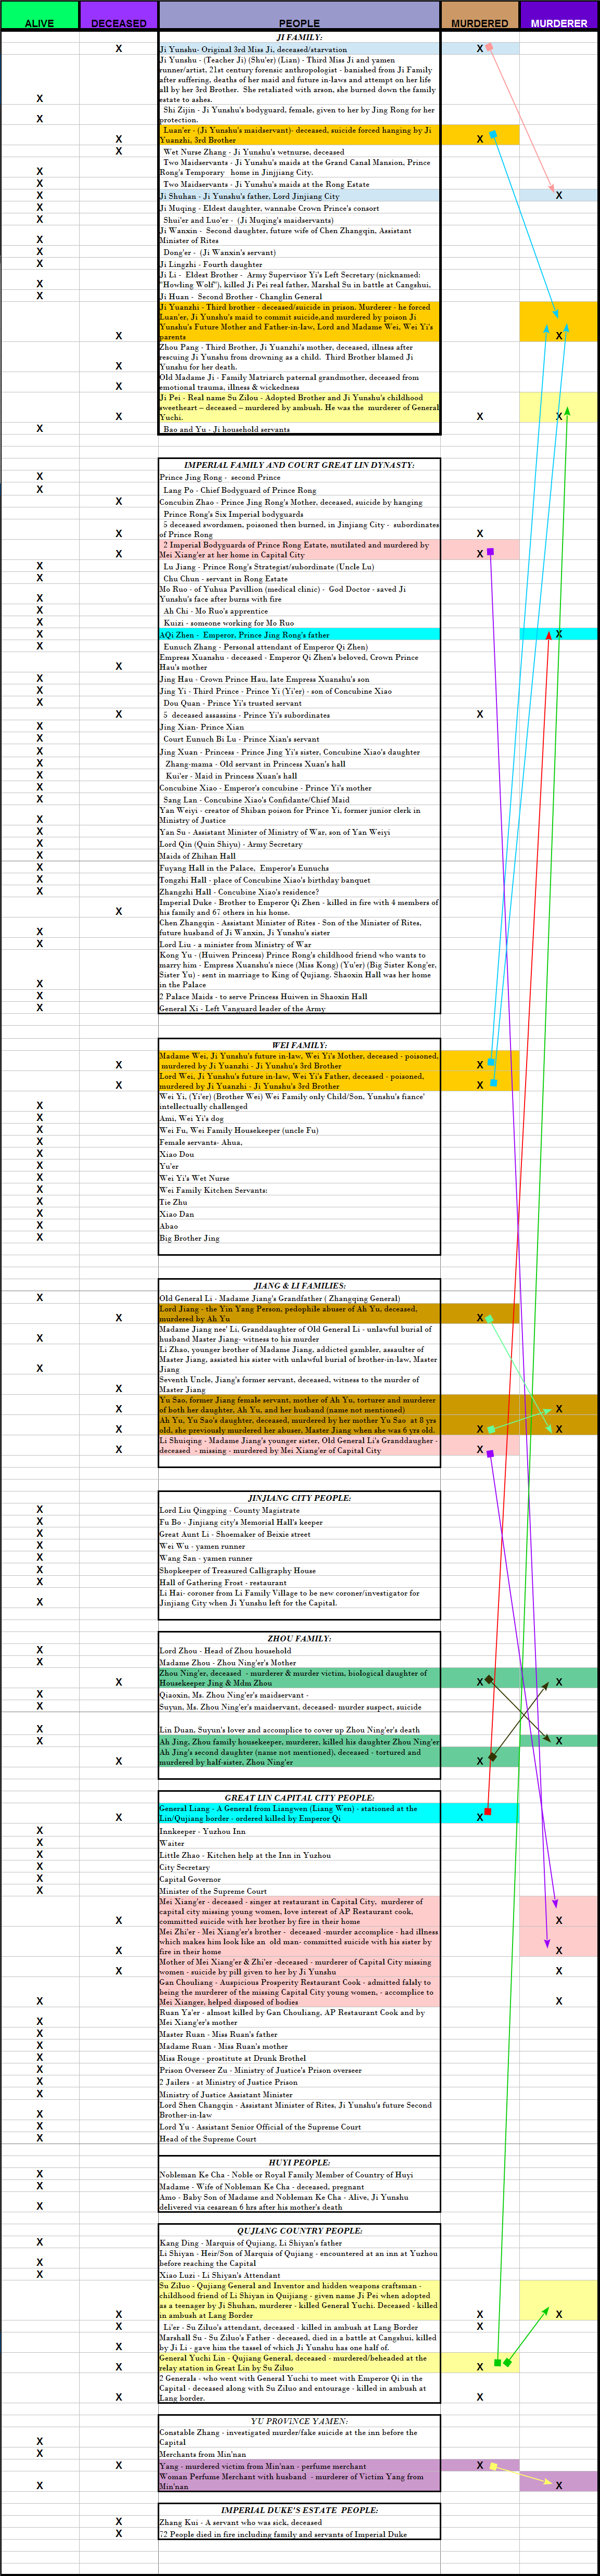 ALIVE DECEASED PEOPLE MURDERED MURDERER
JI FAMILY:
X Ji Yunshu- Original 3rd Miss Ji, deceased/starvation X
Ji Yunshu - (Teacher Ji) (Shu'er) (Lian) - Third Miss Ji and yamen
runner/artist, 21st century forensic anthropologist - banished from Ji Family
after suffering, deaths of her maid and future in-laws and attempt on her life
all by her 3rd Brother. She retaliated with arson, she burned down the family
X estate to ashes.
Shi Zijin - Ji Yunshu's bodyguard, female, given to her by Jing Rong for her
X protection.
Luan'er - (Ji Yunshu's maidservant)- deceased, suicide forced hanging by Ji
X Yuanzhi, 3rd Brother X
X Wet Nurse Zhang - Ji Yunshu's wetnurse, deceased
Two Maidservants - Ji Yunshu's maids at the Grand Canal Mansion, Prince
X Rong's Temporary home in Jinjjing City.
X Two Maidservants - Ji Yunshu's maids at the Rong Estate
X Ji Shuhan - Ji Yunshu's father, Lord Jinjiang City X
X Ji Muqing - Eldest daughter, wannabe Crown Prince's consort
X Shui'er and Luo'er - (Ji Muqing's maidservants)
Ji Wanxin - Second daughter, future wife of Chen Zhangqin, Assistant
X Minister of Rites
X Dong'er - (Ji Wanxin's servant)
X Ji Lingzhi - Fourth daughter
Ji Li - Eldest Brother - Army Supervisor Yi's Left Secretary (nicknamed:
X "Howling Wolf"), killed Ji Pei real father, Marshal Su in battle at Cangshui,
X Ji Huan - Second Brother - Changlin General
Ji Yuanzhi - Third brother - deceased/suicide in prison. Murderer - he forced
Luan'er, Ji Yunshu's maid to commit suicide,and murdered by poison Ji
Yunshu's Future Mother and Father-in-law, Lord and Madame Wei, Wei Yi's
X parents X
Zhou Pang - Third Brother, Ji Yuanzhi's mother, deceased, illness after
rescuing Ji Yunshu from drowning as a child. Third Brother blamed Ji
X Yunshu for her death.
Old Madame Ji - Family Matriarch paternal grandmother, deceased from
X emotional trauma, illness & wickedness
Ji Pei - Real name Su Zilou - Adopted Brother and Ji Yunshu's childhood
sweetheart – deceased – murdered by ambush. He was the murderer of General
X Yuchi. X X
X Bao and Yu - Ji household servants
IMPERIAL FAMILY AND COURT GREAT LIN DYNASTY:
X Prince Jing Rong - second Prince
X Lang Po - Chief Bodyguard of Prince Rong
X Concubin Zhao - Prince Jing Rong's Mother, deceased, suicide by hanging
Prince Rong's Six Imperial bodyguards
5 deceased swordsmen, poisoned then burned, in Jinjiang City - subordinates
X of Prince Rong X
2 Imperial Bodyguards of Prince Rong Estate, mutilated and murdered by
X Mei Xiang'er at her home in Capital City X
X Lu Jiang - Prince Rong's Strategist/subordinate (Uncle Lu)
X Chu Chun - servant in Rong Estate
Mo Ruo - of Yuhua Pavillion (medical clinic) - God Doctor - saved Ji
X Yunshu's face after burns with fire
X Ah Chi - Mo Ruo's apprentice
X Kuizi - someone working for Mo Ruo
X AQi Zhen - Emperor, Prince Jing Rong's father X
X Eunuch Zhang - Personal attendant of Emperor Qi Zhen)
Empress Xuanshu - deceased - Emperor Qi Zhen's beloved, Crown Prince
X Hau's mother
X Jing Hau - Crown Prince Hau, late Empress Xuanshu's son
X Jing Yi - Third Prince - Prince Yi (Yi'er) - son of Concubine Xiao
X Dou Quan - Prince Yi's trusted servant
X 5 deceased assassins - Prince Yi's subordinates X
X Jing Xian- Prince Xian
X Court Eunuch Bi Lu - Prince Xian's servant
X Jing Xuan - Princess - Prince Jing Yi's sister, Concubine Xiao's daughter
X Zhang-mama - Old servant in Princess Xuan's hall
X Kui'er - Maid in Princess Xuan's hall
X Concubine Xiao - Emperor's concubine - Prince Yi's mother
X Sang Lan - Concubine Xiao's Confidante/Chief Maid
Yan Weiyi - creator of Shiban poison for Prince Yi, former junior clerk in
X Ministry of Justice
X Yan Su - Assistant Minister of Ministry of War, son of Yan Weiyi
X Lord Qin (Quin Shiyu) - Army Secretary
X Maids of Zhihan Hall
X Fuyang Hall in the Palace, Emperor's Eunuchs
X Tongzhi Hall - place of Concubine Xiao's birthday banquet
X Zhangzhi Hall - Concubine Xiao's residence?
Imperial Duke - Brother to Emperor Qi Zhen - killed in fire with 4 members of
X his family and 67 others in his home.
Chen Zhangqin - Assistant Minister of Rites - Son of the Minister of Rites,
X future husband of Ji Wanxin, Ji Yunshu's sister
X Lord Liu - a minister from Ministry of War
Kong Yu - (Huiwen Princess) Prince Rong's childhood friend who wants to
marry him - Empress Xuanshu's niece (Miss Kong) (Yu'er) (Big Sister Kong'er,
Sister Yu) - sent in marriage to King of Qujiang. Shaoxin Hall was her home
X in the Palace
X 2 Palace Maids - to serve Princess Huiwen in Shaoxin Hall
X General Xi - Left Vanguard leader of the Army
WEI FAMILY:
Madame Wei, Ji Yunshu's future in-law, Wei Yi's Mother, deceased - poisoned,
X murdered by Ji Yuanzhi - Ji Yunshu's 3rd Brother X
Lord Wei, Ji Yunshu's future in-law, Wei Yi's Father, deceased - poisoned,
X murdered by Ji Yuanzhi - Ji Yunshu's 3rd Brother X
Wei Yi, (Yi'er) (Brother Wei) Wei Family only Child/Son, Yunshu's fiance'
X intellectually challenged
X Ami, Wei Yi's dog
X Wei Fu, Wei Family Housekeeper (uncle Fu)
X Female servants- Ahua,
X Xiao Dou
X Yu'er
X Wei Yi's Wet Nurse
X Wei Family Kitchen Servants:
X Tie Zhu
X Xiao Dan
X Abao
X Big Brother Jing
JIANG & LI FAMILIES:
X Old General Li - Madame Jiang's Grandfather ( Zhangqing General)
Lord Jiang - the Yin Yang Person, pedophile abuser of Ah Yu, deceased,
X murdered by Ah Yu X
Madame Jiang nee' Li, Granddaughter of Old General Li - unlawful burial of
X husband Master Jiang- witness to his murder
Li Zhao, younger brother of Madame Jiang, addicted gambler, assaulter of
Master Jiang, assisted his sister with unlawful burial of brother-in-law, Master
X Jiang
Seventh Uncle, Jiang's former servant, deceased, witness to the murder of
X Master Jiang
Yu Sao, former Jiang female servant, mother of Ah Yu, torturer and murderer
X of both her daughter, Ah Yu, and her husband (name not mentioned) X
Ah Yu, Yu Sao's daughter, deceased, murdered by her mother Yu Sao at 8 yrs
X old, she previously murdered her abuser, Master Jiang when she was 6 yrs old. X X
Li Shuiqing - Madame Jiang's younger sister, Old General Li's Granddaugher -
X deceased - missing - murdered by Mei Xiang'er of Capital City X
JINJIANG CITY PEOPLE:
X Lord Liu Qingping - County Magistrate
X Fu Bo - Jinjiang city's Memorial Hall's keeper
X Great Aunt Li - Shoemaker of Beixie street
X Wei Wu - yamen runner
X Wang San - yamen runner
X Shopkeeper of Treasured Calligraphy House
X Hall of Gathering Frost - restaurant
Li Hai- coroner from Li Family Village to be new coroner/investigator for
X Jinjiang City when Ji Yunshu left for the Capital.
ZHOU FAMILY:
X Lord Zhou - Head of Zhou household
X Madame Zhou - Zhou Ning'er's Mother
Zhou Ning'er, deceased - murderer & murder victim, biological daughter of
X Housekeeper Jing & Mdm Zhou X X
X Qiaoxin, Ms. Zhou Ning'er's maidservant -
X Suyun, Ms. Zhou Ning'er's maidservant, deceased- murder suspect, suicide
X Lin Duan, Suyun's lover and accomplice to cover up Zhou Ning'er's death
X Ah Jing, Zhou family housekeeper, murderer, killed his daughter Zhou Ning'er X
Ah Jing's second daughter (name not mentioned), deceased - tortured and
X murdered by half-sister, Zhou Ning'er X
GREAT LIN CAPITAL CITY PEOPLE:
General Liang - A General from Liangwen (Liang Wen) - stationed at the
X Lin/Qujiang border - ordered killed by Emperor Qi X
X Innkeeper - Yuzhou Inn
X Waiter
X Little Zhao - Kitchen help at the Inn in Yuzhou
X City Secretary
X Capital Governor
X Minister of the Supreme Court
Mei Xiang'er - deceased - singer at restaurant in Capital City, murderer of
capital city missing young women, love interest of AP Restaurant cook,
X committed suicide with her brother by fire in their home X
Mei Zhi'er - Mei Xiang'er's brother - deceased -murder accomplice - had illness
which makes him look like an old man- committed suicide with his sister by
X fire in their home X
Mother of Mei Xiang'er & Zhi'er -deceased - murderer of Capital City missing
X women - suicide by pill given to her by Ji Yunshu X
Gan Chouliang - Auspicious Prosperity Restaurant Cook - admitted falsly to
being the murderer of the missing Capital City young women, - accomplice to
X Mei Xianger, helped disposed of bodies X
Ruan Ya'er - almost killed by Gan Chouliang, AP Restaurant Cook and by
X Mei Xiang'er's mother
X Master Ruan - Miss Ruan's father
X Madame Ruan - Miss Ruan's mother
X Miss Rouge - prostitute at Drunk Brothel
X Prison Overseer Zu - Ministry of Justice's Prison overseer
X 2 Jailers - at Ministry of Justice Prison
X Ministry of Justice Assistant Minister
Lord Shen Changqin - Assistant Minister of Rites, Ji Yunshu's future Second
X Brother-in-law
X Lord Yu - Assistant Senior Official of the Supreme Court
X Head of the Supreme Court
HUYI PEOPLE:
X Nobleman Ke Cha - Noble or Royal Family Member of Country of Huyi
X Madame - Wife of Nobleman Ke Cha - deceased, pregnant
Amo - Baby Son of Madame and Nobleman Ke Cha - Alive, Ji Yunshu
X delivered via cesarean 6 hrs after his mother's death
QUJIANG COUNTRY PEOPLE:
X Kang Ding - Marquis of Qujiang, Li Shiyan's father
Li Shiyan - Heir/Son of Marquis of Qujiang - encountered at an inn at Yuzhou
X before reaching the Capital
X Xiao Luzi - Li Shiyan's Attendant
Su Ziluo - Qujiang General and Inventor and hidden weapons craftsman -
childhood friend of Li Shiyan in Quijiang - given name Ji Pei when adopted
as a teenager by Ji Shuhan, murderer - killed General Yuchi. Deceased - killed
X in ambush at Lang Border X X
X Li'er - Su Ziluo's attendant, deceased - killed in ambush at Lang Border X
Marshall Su - Su Ziluo's Father - deceased, died in a battle at Cangshui, killed
X by Ji Li - gave him the tassel of which Ji Yunshu has one half of.
General Yuchi Lin - Qujiang General, deceased - murdered/beheaded at the
X relay station in Great Lin by Su Ziluo X
2 Generals - who went with General Yuchi to meet with Emperor Qi in the
Capital - deceased along with Su Ziluo and entourage - killed in ambush at
X Lang border. X
YU PROVINCE YAMEN:
Constable Zhang - investigated murder/fake suicide at the inn before the
X Capital
X Merchants from Min'nan
X Yang - murdered victim from Min'nan - perfume merchant X
Woman Perfume Merchant with husband - murderer of Victim Yang from
X Min'nan X
IMPERIAL DUKE'S ESTATE PEOPLE:
X Zhang Kui - A servant who was sick, deceased
X 72 People died in fire including family and servants of Imperial Duke